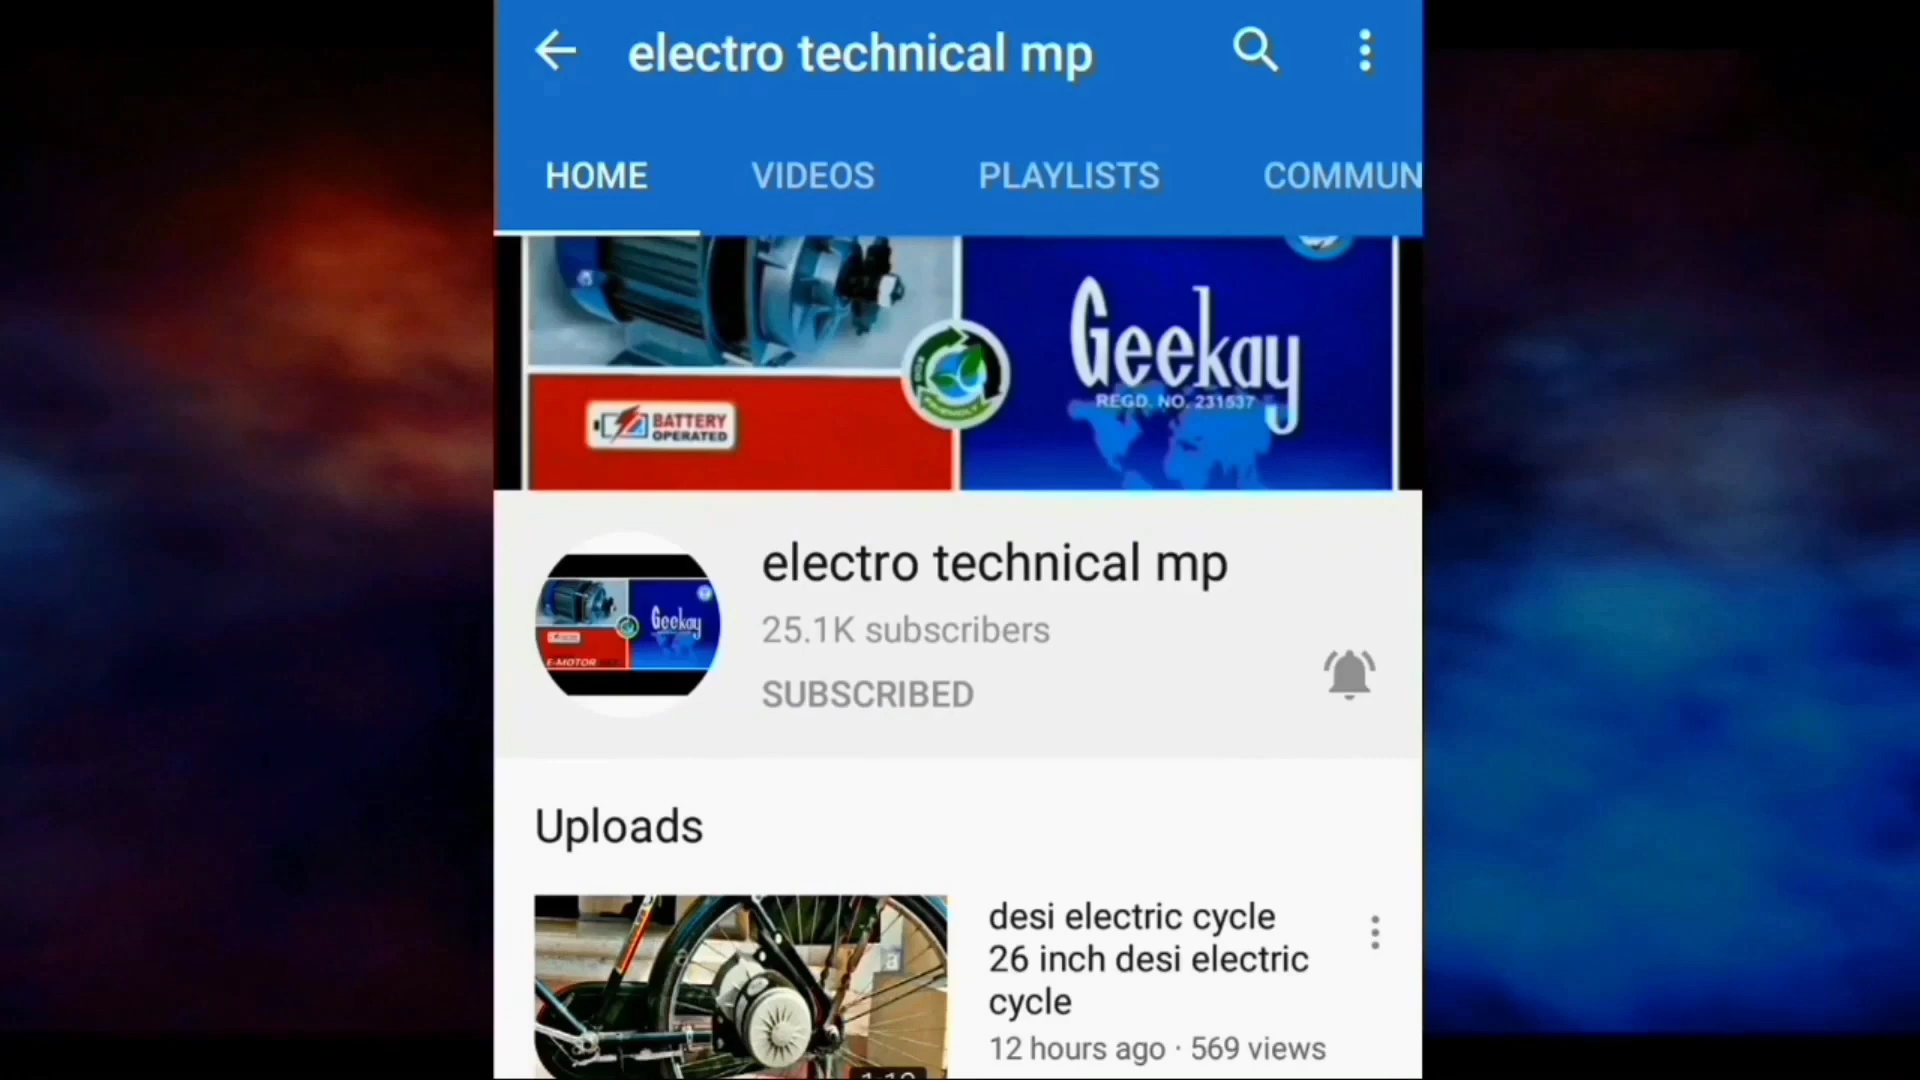 electro technical mp
HOME VIDEOS PLAYLISTS COMMUN
Geekay
REGD. NO. 231537
BATTERY
OPERATED
FRIENDLY
electro technical mp
25.1K subscribers
SUBSCRIBED
Geekay
E-MOTOR
Uploads
desi electric cycle
26 inch desi electric
cycle
12 hours ago · 569 views